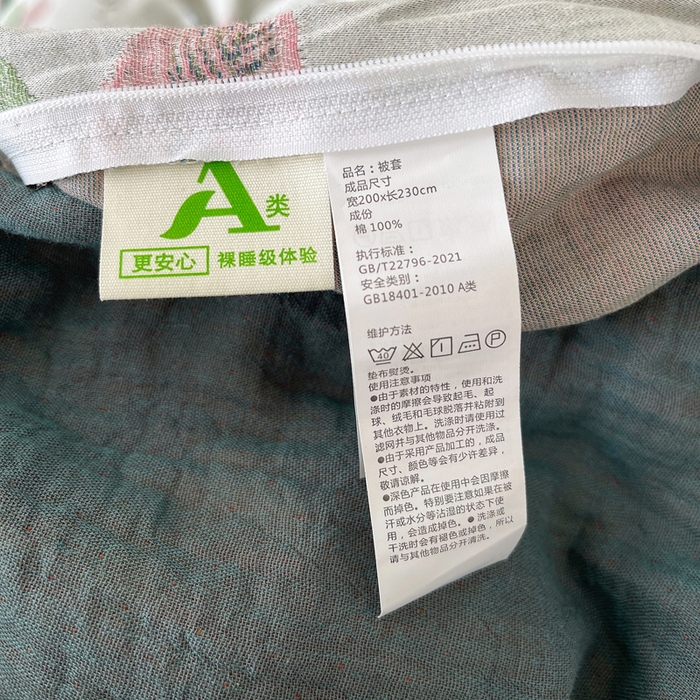 A类
更安心 裸睡级体验
品名：被套
成品尺寸
宽200x长230cm
成份
棉 100%
执行标准：
GB/T22796-2021
安全类别：
GB18401-2010 A类
维护方法
40 P
垫布熨烫。
使用注意事项
●由于素材的特性，使用和洗
涤时的摩擦会导致起毛、起
球、绒毛和毛球脱落并粘附到
其他衣物上。洗涤时请使用过
滤网并与其他物品分开洗涤。
●由于采用产品加工的，成品
尺寸、颜色等会有少许差异，
敬请谅解。
●深色产品在使用中会因摩擦
而掉色。特别要注意如果在被
汗或水分等沾湿的状态下使
用，会造成掉色。●洗涤或
干洗时会有褪色或掉色，所以
请与其他物品分开清洗。